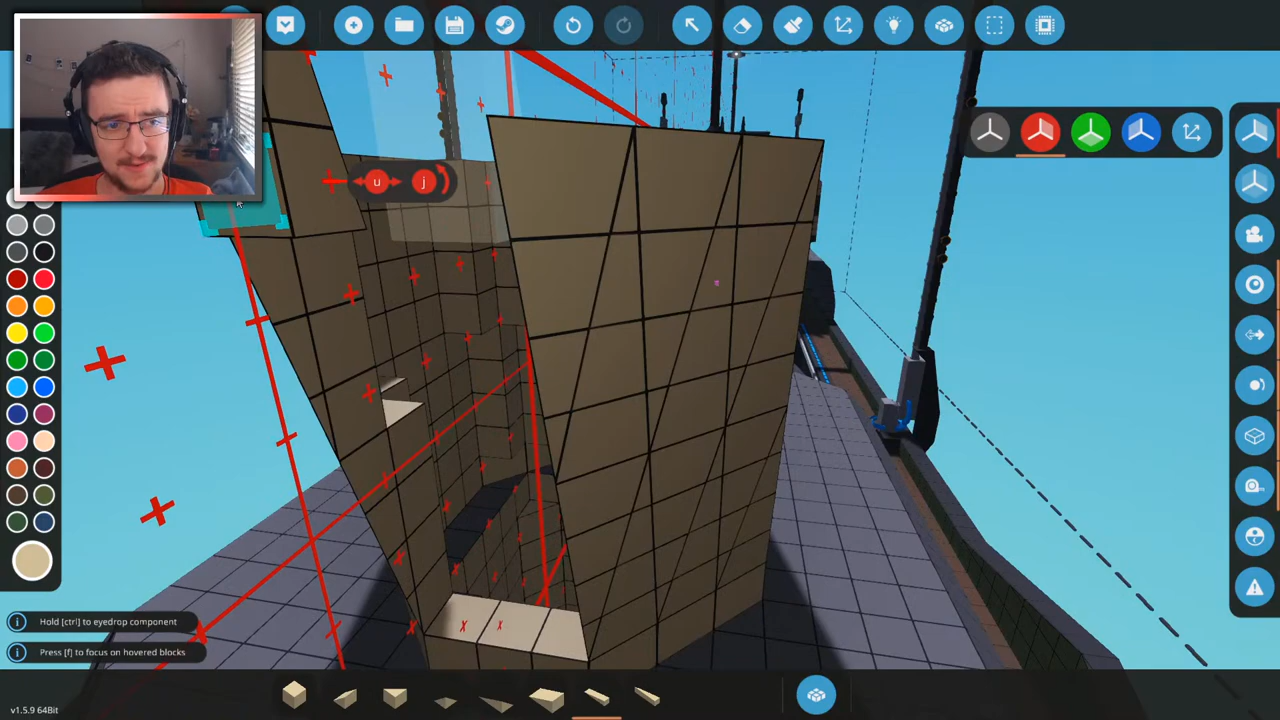 u j
Hold [ctrl] to eyedrop component
Press [f] to focus on hovered blocks
v1.5.9 64Bit